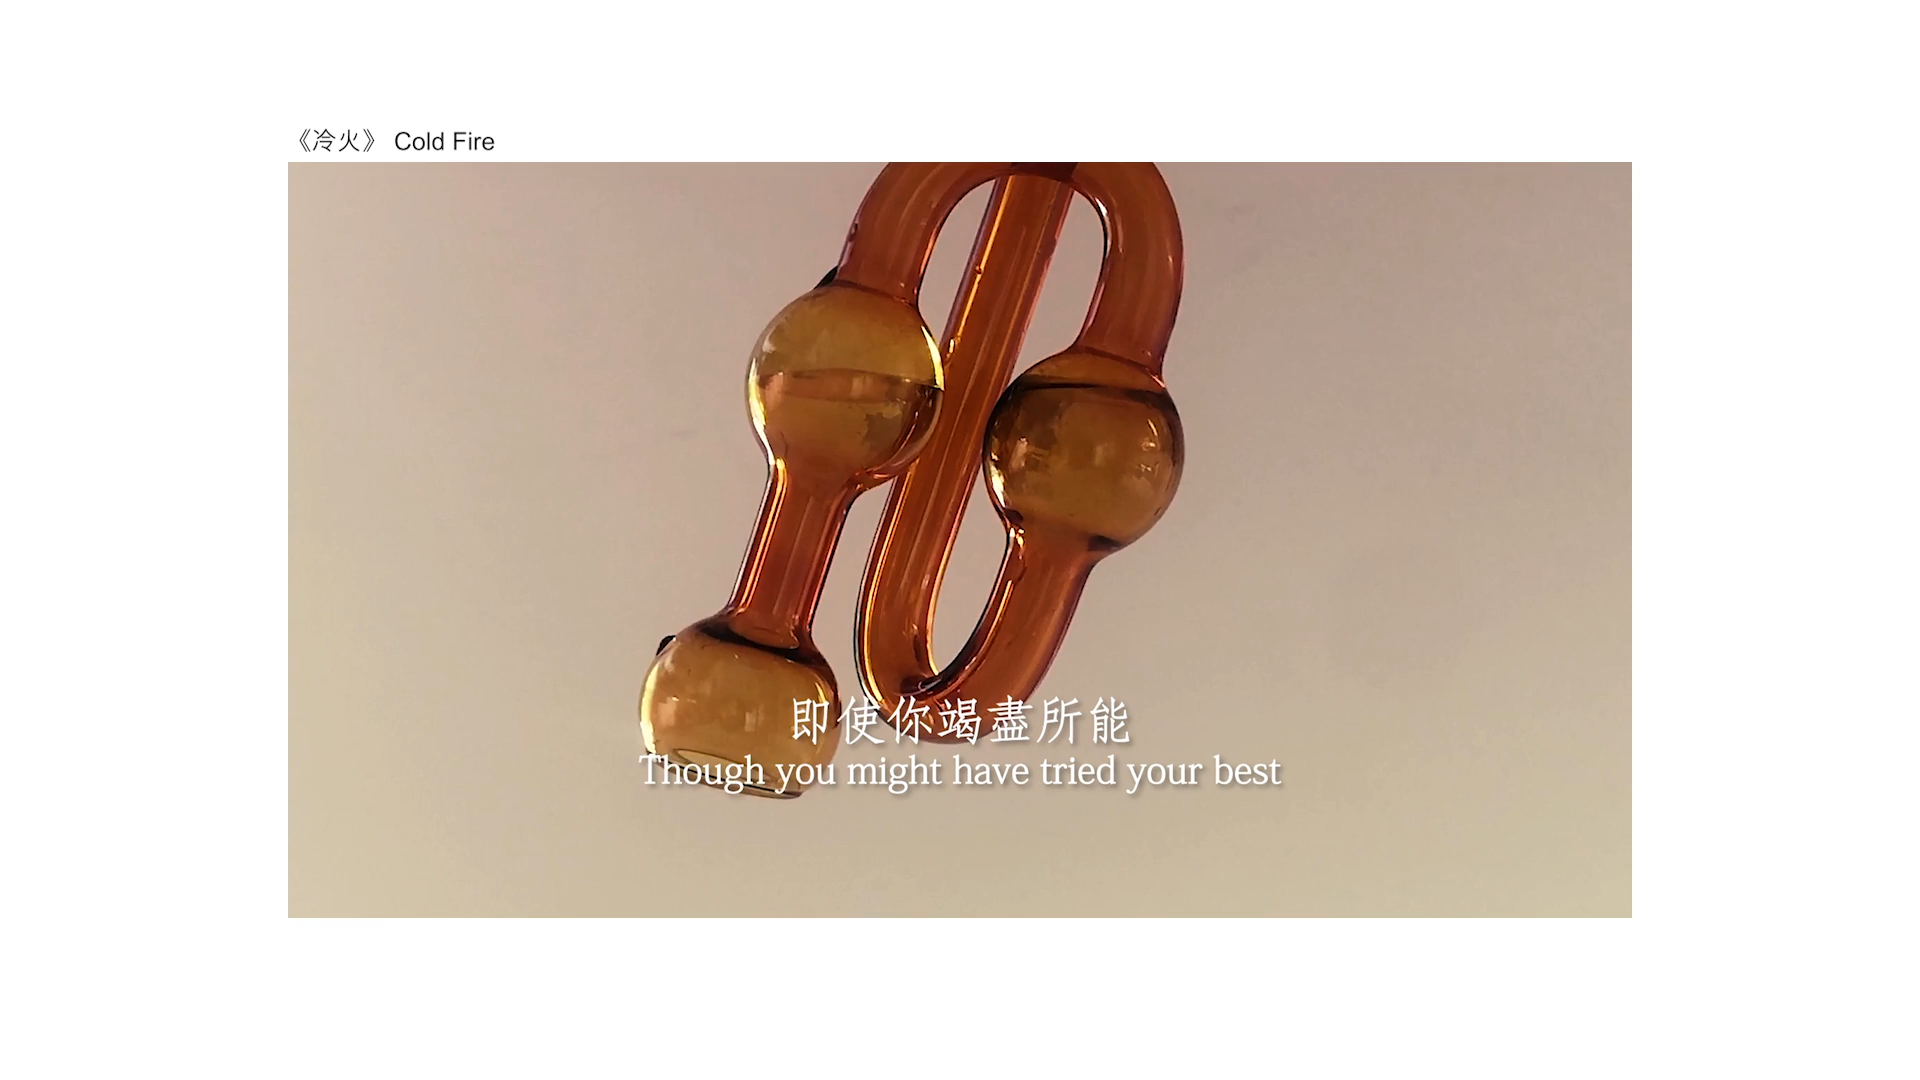 《冷火》 Cold Fire
即使你竭盡所能
Though you might have tried your best